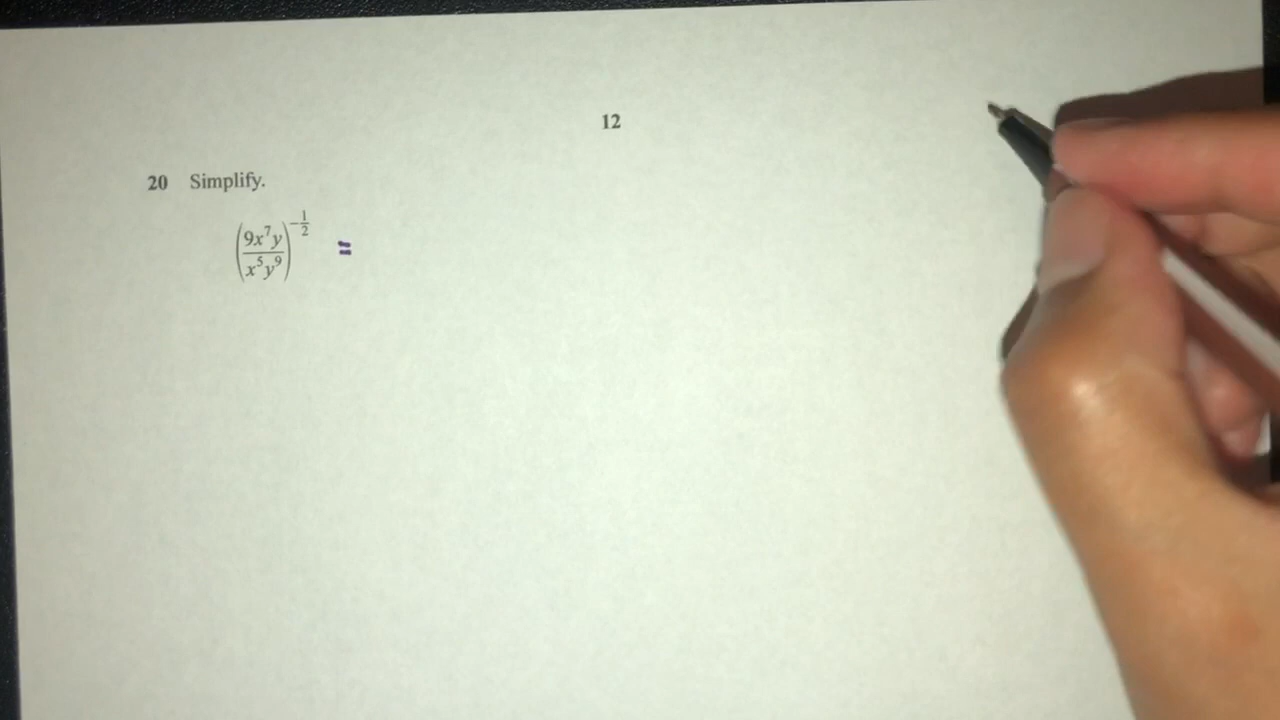 12
20 Simplify.
(9x⁷y / x⁵y⁹)^(-1/2) =